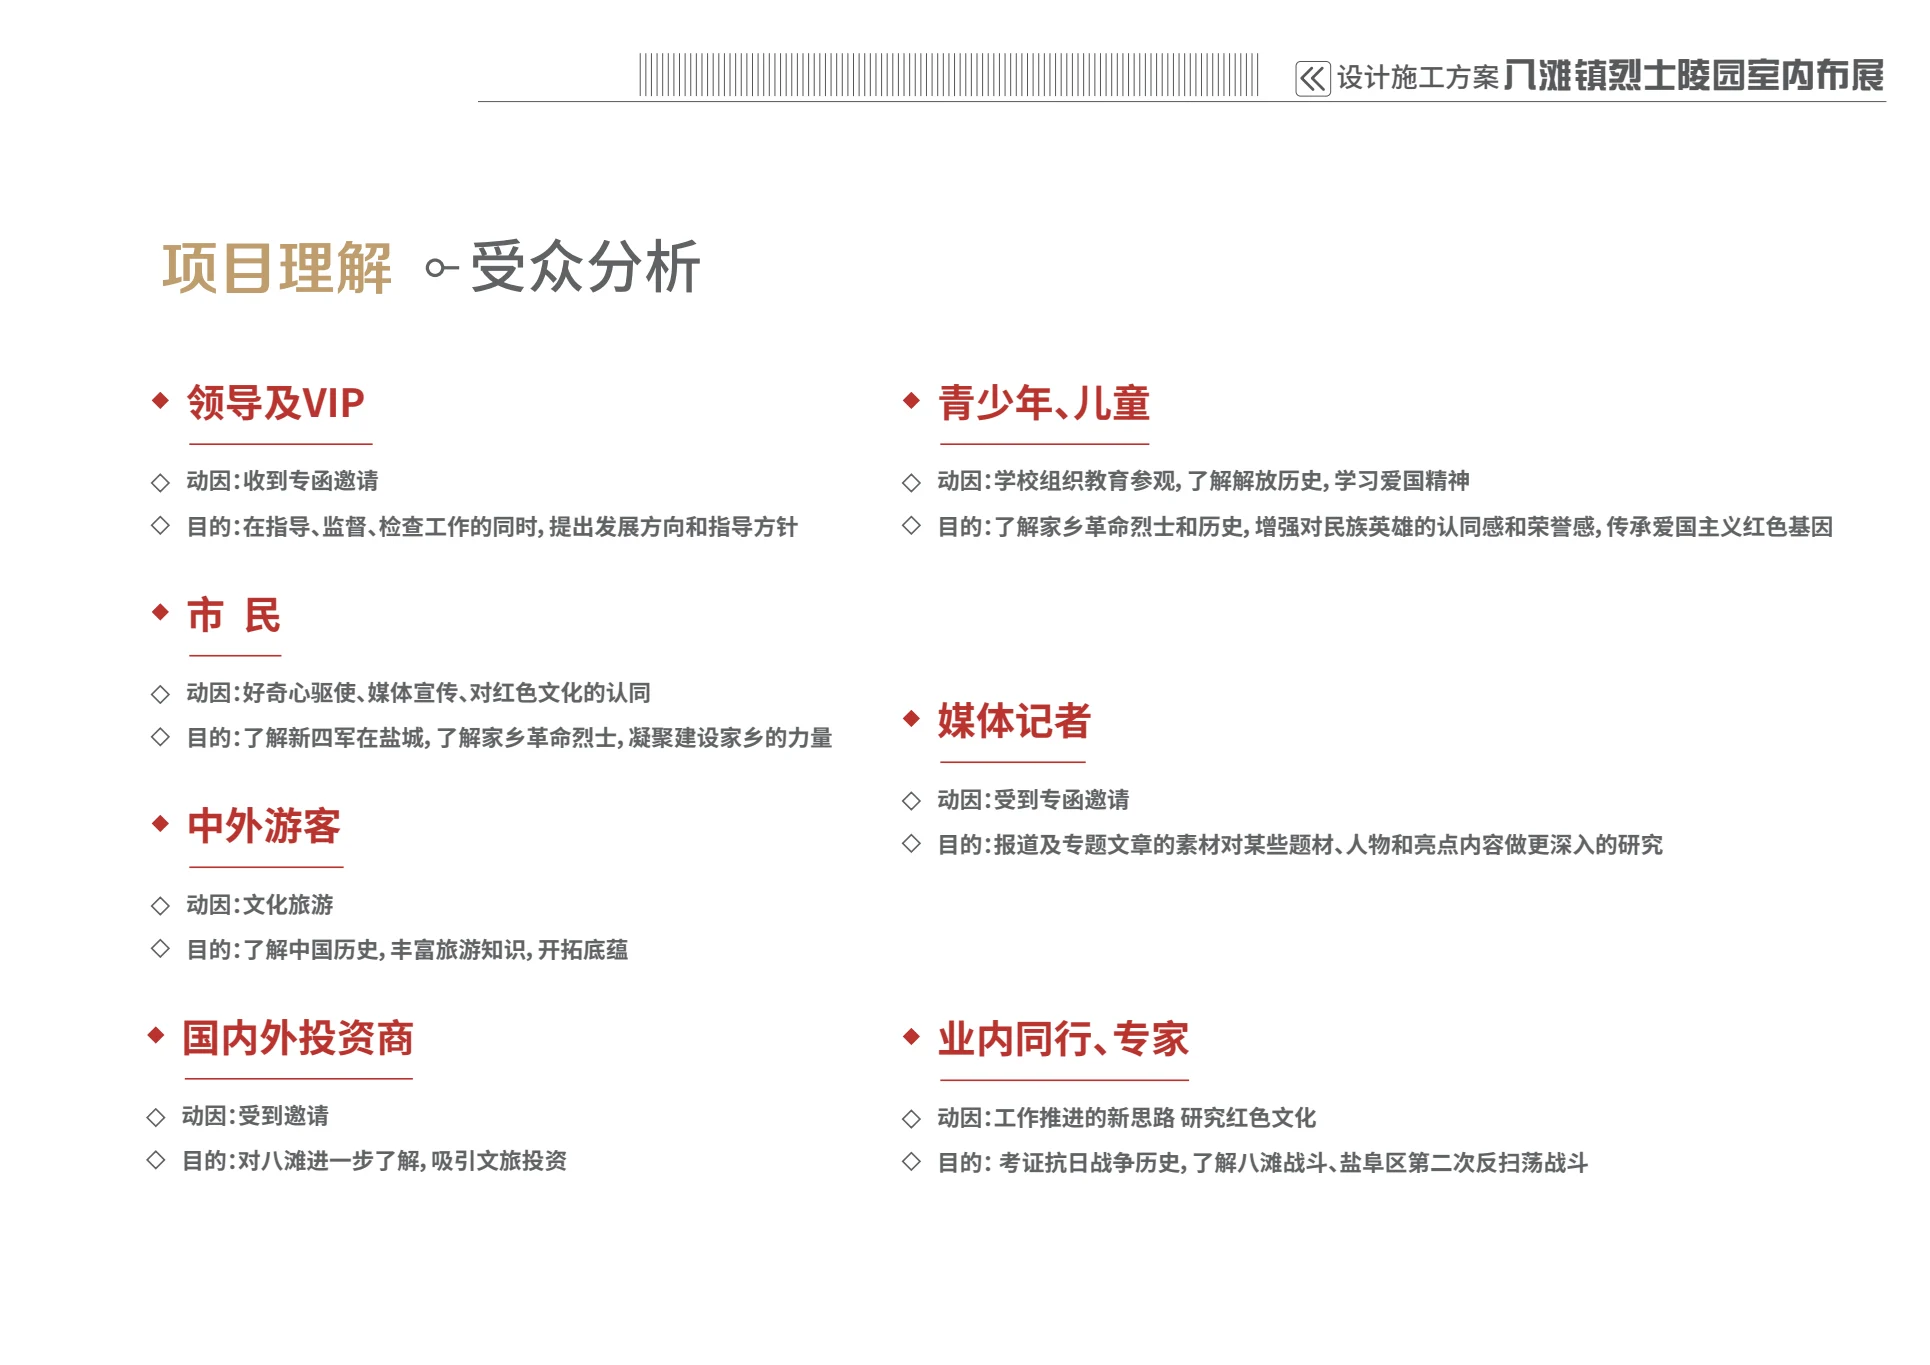 设计施工方案八滩镇烈士陵园室内布展
项目理解 受众分析
领导及VIP
动因：收到专函邀请
目的：在指导、监督、检查工作的同时，提出发展方向和指导方针
市 民
动因：好奇心驱使、媒体宣传、对红色文化的认同
目的：了解新四军在盐城，了解家乡革命烈士，凝聚建设家乡的力量
中外游客
动因：文化旅游
目的：了解中国历史，丰富旅游知识，开拓底蕴
国内外投资商
动因：受到邀请
目的：对八滩进一步了解，吸引文旅投资
青少年、儿童
动因：学校组织教育参观，了解解放历史，学习爱国精神
目的：了解家乡革命烈士和历史，增强对民族英雄的认同感和荣誉感，传承爱国主义红色基因
媒体记者
动因：受到专函邀请
目的：报道及专题文章的素材对某些题材、人物和亮点内容做更深入的研究
业内同行、专家
动因：工作推进的新思路 研究红色文化
目的： 考证抗日战争历史，了解八滩战斗、盐阜区第二次反扫荡战斗